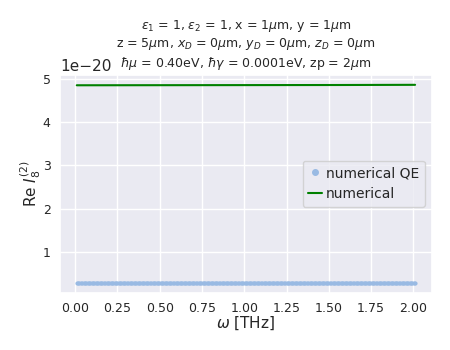 ε₁ = 1, ε₂ = 1, x = 1μm, y = 1μm
z = 5μm, x_D = 0μm, y_D = 0μm, z_D = 0μm
ħμ = 0.40eV, ħγ = 0.0001eV, zp = 2μm
1e−20
5
4
3
2
1
Re I₈⁽²⁾
numerical QE
numerical
0.00 0.25 0.50 0.75 1.00 1.25 1.50 1.75 2.00
ω [THz]